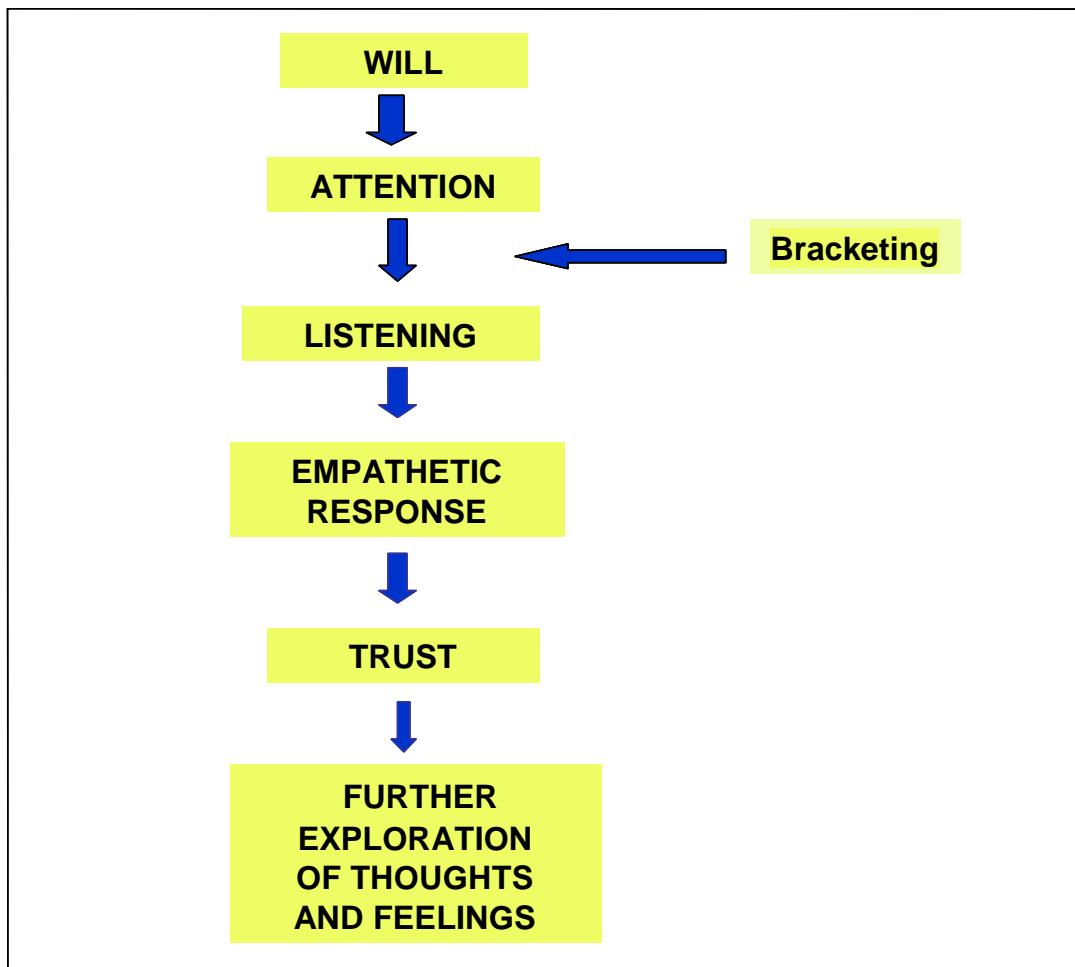 WILL
ATTENTION
Bracketing
LISTENING
EMPATHETIC
RESPONSE
TRUST
FURTHER
EXPLORATION
OF THOUGHTS
AND FEELINGS